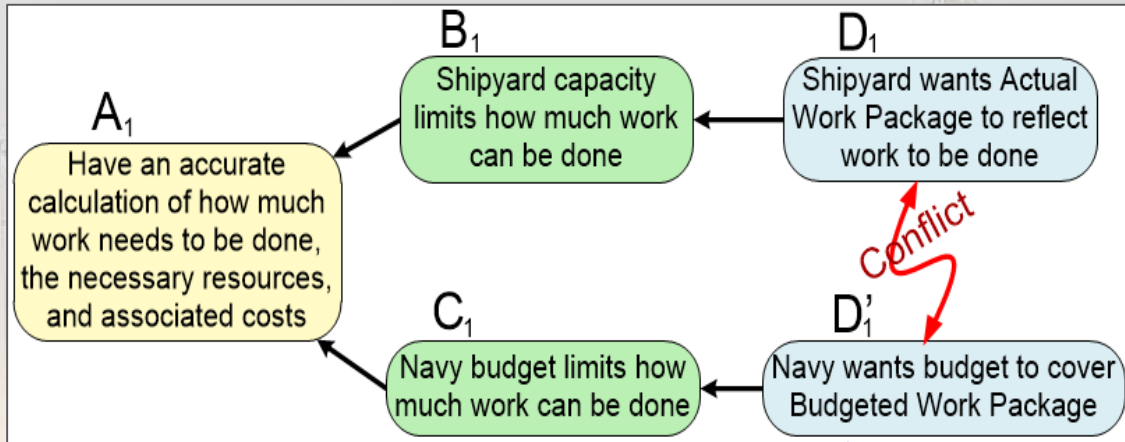 A1
Have an accurate
calculation of how much
work needs to be done,
the necessary resources,
and associated costs
B1
Shipyard capacity
limits how much work
can be done
D1
Shipyard wants Actual
Work Package to reflect
work to be done
Conflict
C1
Navy budget limits how
much work can be done
D'1
Navy wants budget to cover
Budgeted Work Package